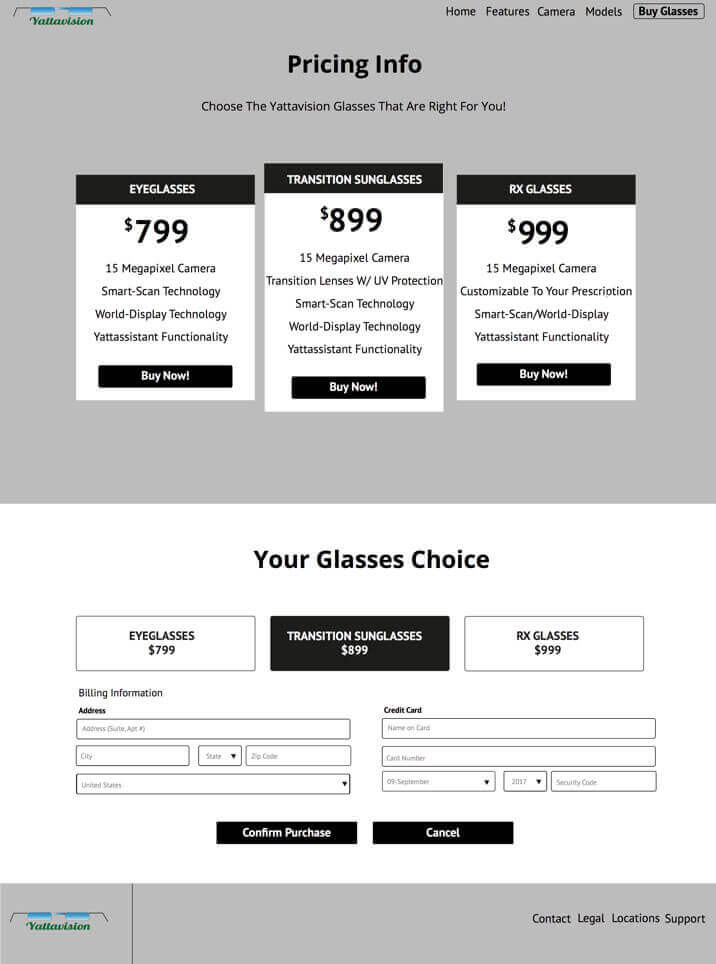 Yattavision
Home Features Camera Models Buy Glasses
Pricing Info
Choose The Yattavision Glasses That Are Right For You!
EYEGLASSES
$799
15 Megapixel Camera
Smart-Scan Technology
World-Display Technology
Yattassistant Functionality
Buy Now!
TRANSITION SUNGLASSES
$899
15 Megapixel Camera
Transition Lenses W/ UV Protection
Smart-Scan Technology
World-Display Technology
Yattassistant Functionality
Buy Now!
RX GLASSES
$999
15 Megapixel Camera
Customizable To Your Prescription
Smart-Scan/World-Display
Yattassistant Functionality
Buy Now!
Your Glasses Choice
EYEGLASSES
$799
TRANSITION SUNGLASSES
$899
RX GLASSES
$999
Billing Information
Address
Address (Suite, Apt #)
City State Zip Code
United States
Credit Card
Name on Card
Card Number
09-September 2017 Security Code
Confirm Purchase Cancel
Yattavision
Contact Legal Locations Support